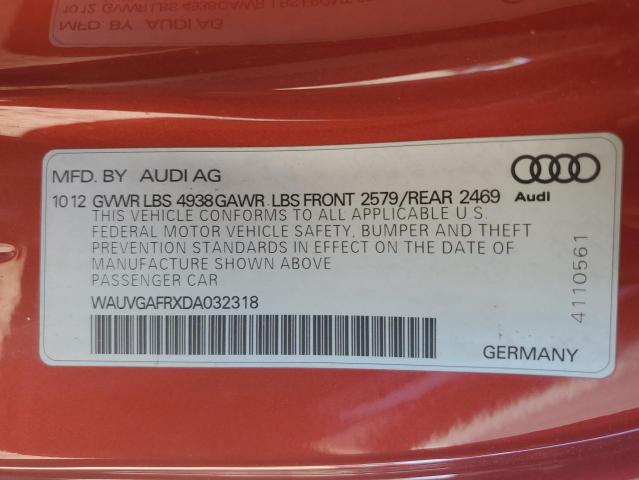 MFD. BY AUDI AG
10 12 GVWR LBS 4938 GAWR LBS FRONT 2579/REAR 2469
Audi
THIS VEHICLE CONFORMS TO ALL APPLICABLE U.S.
FEDERAL MOTOR VEHICLE SAFETY, BUMPER AND THEFT
PREVENTION STANDARDS IN EFFECT ON THE DATE OF
MANUFACTURE SHOWN ABOVE
PASSENGER CAR
WAUVGAFRXDA032318
4110561
GERMANY